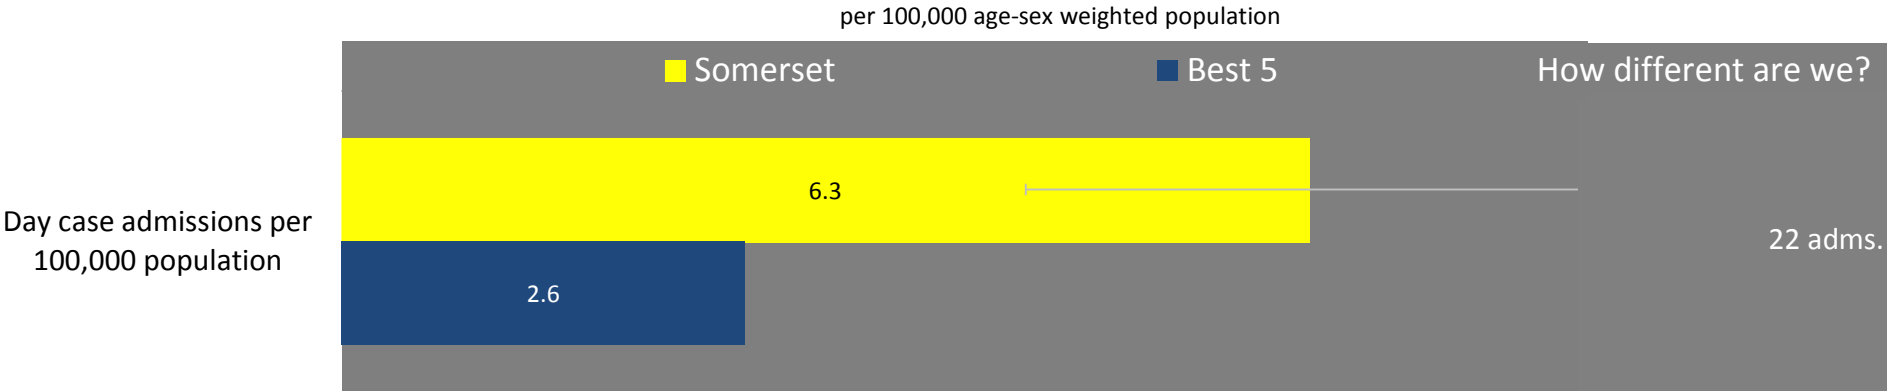 per 100,000 age-sex weighted population
Somerset
Best 5
How different are we?
Day case admissions per
100,000 population
6.3
2.6
22 adms.